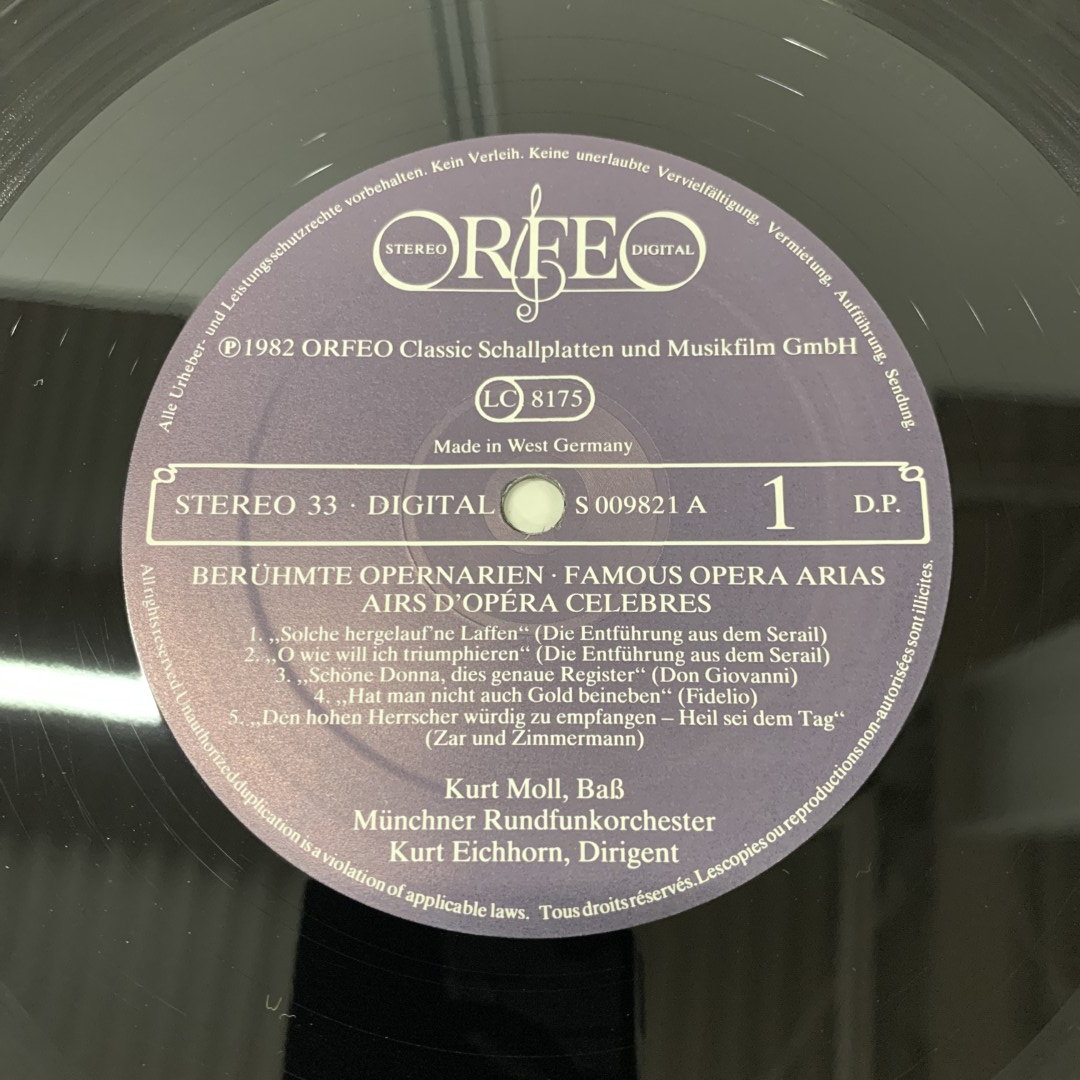 Alle Urheber- und Leistungsschutzrechte vorbehalten. Kein Verleih. Keine unerlaubte Vervielfältigung, Vermietung, Aufführung, Sendung.
STEREO ORFEO DIGITAL
℗1982 ORFEO Classic Schallplatten und Musikfilm GmbH
LC 8175
Made in West Germany
STEREO 33 · DIGITAL S 009821 A 1 D.P.
BERÜHMTE OPERNARIEN · FAMOUS OPERA ARIAS
AIRS D'OPÉRA CELEBRES
1. „Solche hergelauf'ne Laffen“ (Die Entführung aus dem Serail)
2. „O wie will ich triumphieren“ (Die Entführung aus dem Serail)
3. „Schöne Donna, dies genaue Register“ (Don Giovanni)
4. „Hat man nicht auch Gold beineben“ (Fidelio)
5. „Den hohen Herrscher würdig zu empfangen – Heil sei dem Tag“
(Zar und Zimmermann)
Kurt Moll, Baß
Münchner Rundfunkorchester
Kurt Eichhorn, Dirigent
All rights reserved Unauthorized duplication is a violation of applicable laws. Tous droits réservés. Les copies ou reproductions non-autorisées sont illicites.